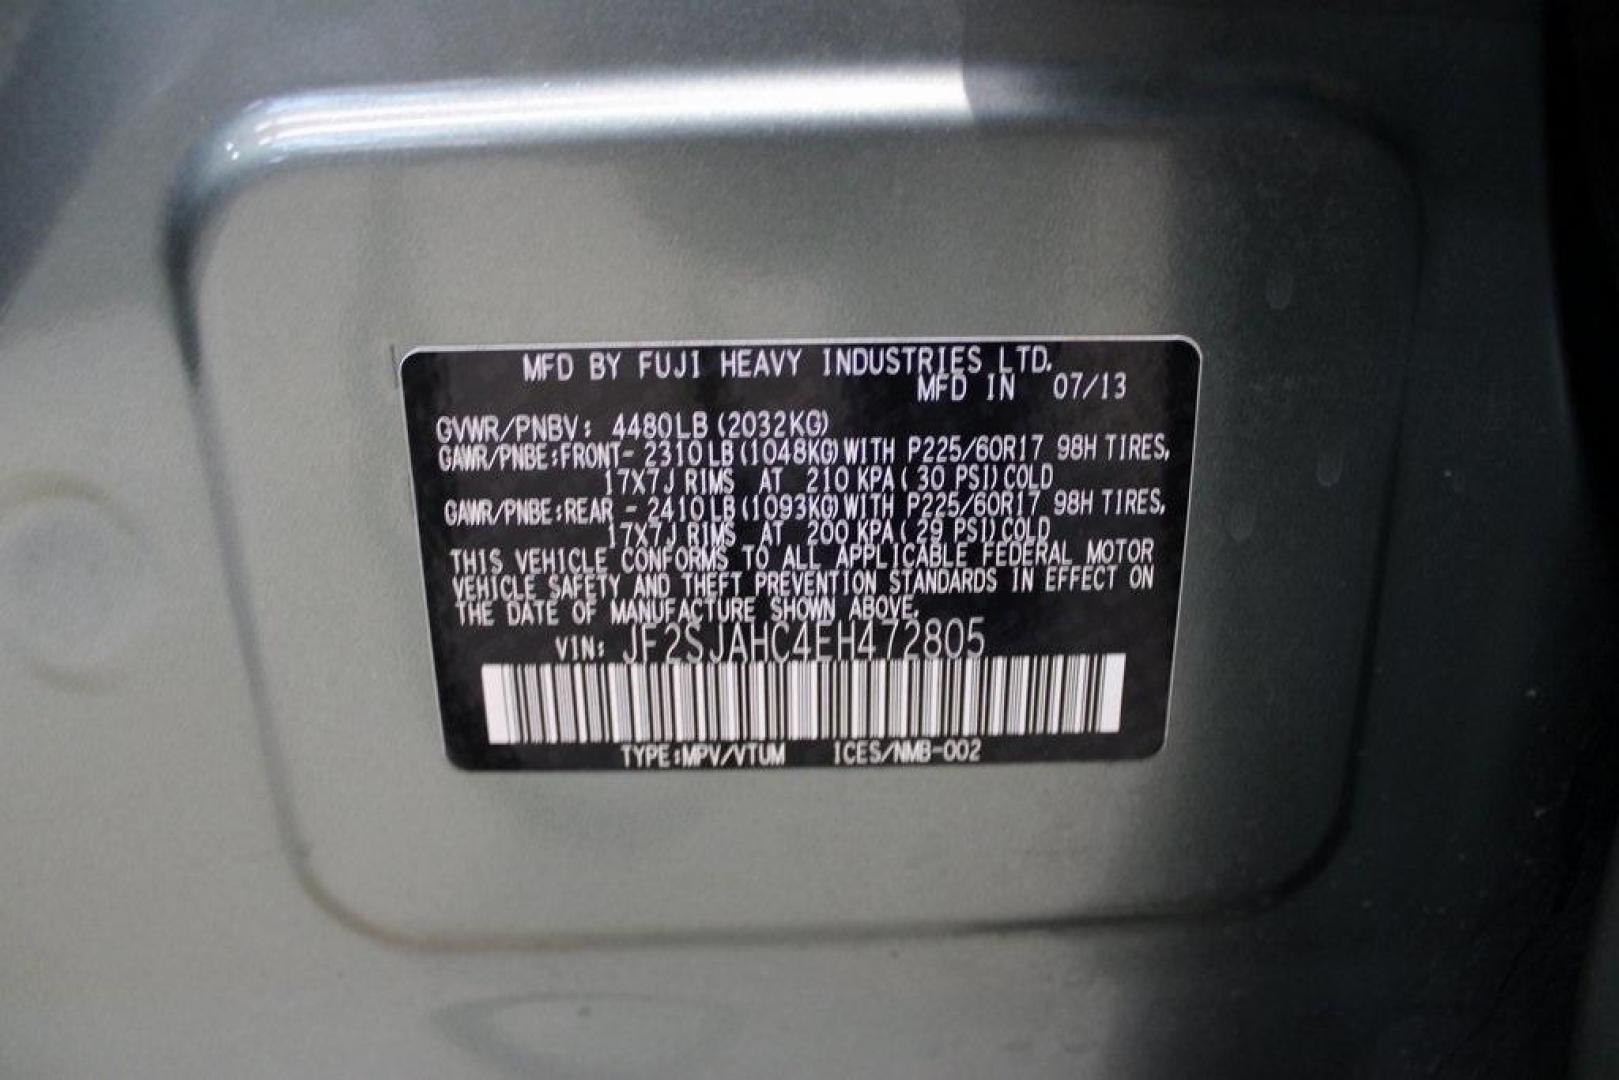 MFD BY FUJI HEAVY INDUSTRIES LTD.
MFD IN 07/13
GVWR/PNBV: 4480LB(2032KG)
GAWR/PNBE:FRONT- 2310LB(1048KG)WITH P225/60R17 98H TIRES,
17X7J RIMS AT 210 KPA( 30 PSI)COLD
GAWR/PNBE:REAR - 2410LB(1093KG)WITH P225/60R17 98H TIRES,
17X7J RIMS AT 200 KPA( 29 PSI)COLD
THIS VEHICLE CONFORMS TO ALL APPLICABLE FEDERAL MOTOR
VEHICLE SAFETY AND THEFT PREVENTION STANDARDS IN EFFECT ON
THE DATE OF MANUFACTURE SHOWN ABOVE.
VIN: JF2SJAHC4EH472805
TYPE:MPV/VTUM ICES/NMB-002